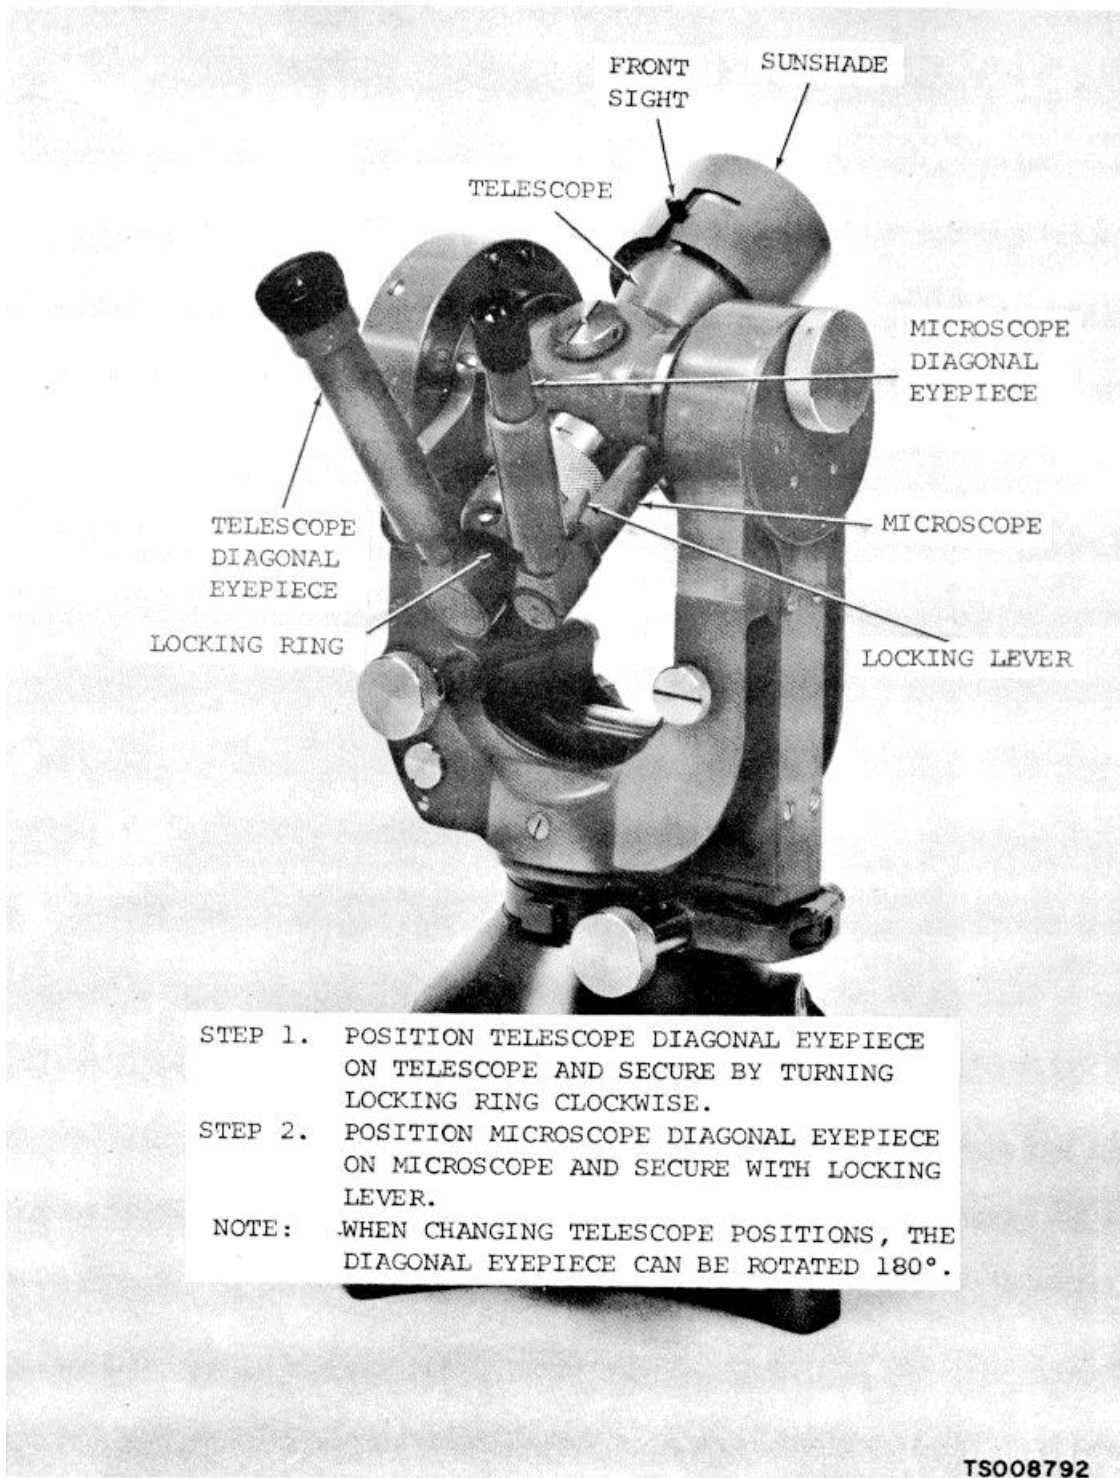 FRONT
SIGHT
SUNSHADE
TELESCOPE
MICROSCOPE
DIAGONAL
EYEPIECE
TELESCOPE
DIAGONAL
EYEPIECE
MICROSCOPE
LOCKING RING
LOCKING LEVER
STEP 1. POSITION TELESCOPE DIAGONAL EYEPIECE
ON TELESCOPE AND SECURE BY TURNING
LOCKING RING CLOCKWISE.
STEP 2. POSITION MICROSCOPE DIAGONAL EYEPIECE
ON MICROSCOPE AND SECURE WITH LOCKING
LEVER.
NOTE: WHEN CHANGING TELESCOPE POSITIONS, THE
DIAGONAL EYEPIECE CAN BE ROTATED 180°.
TS008792